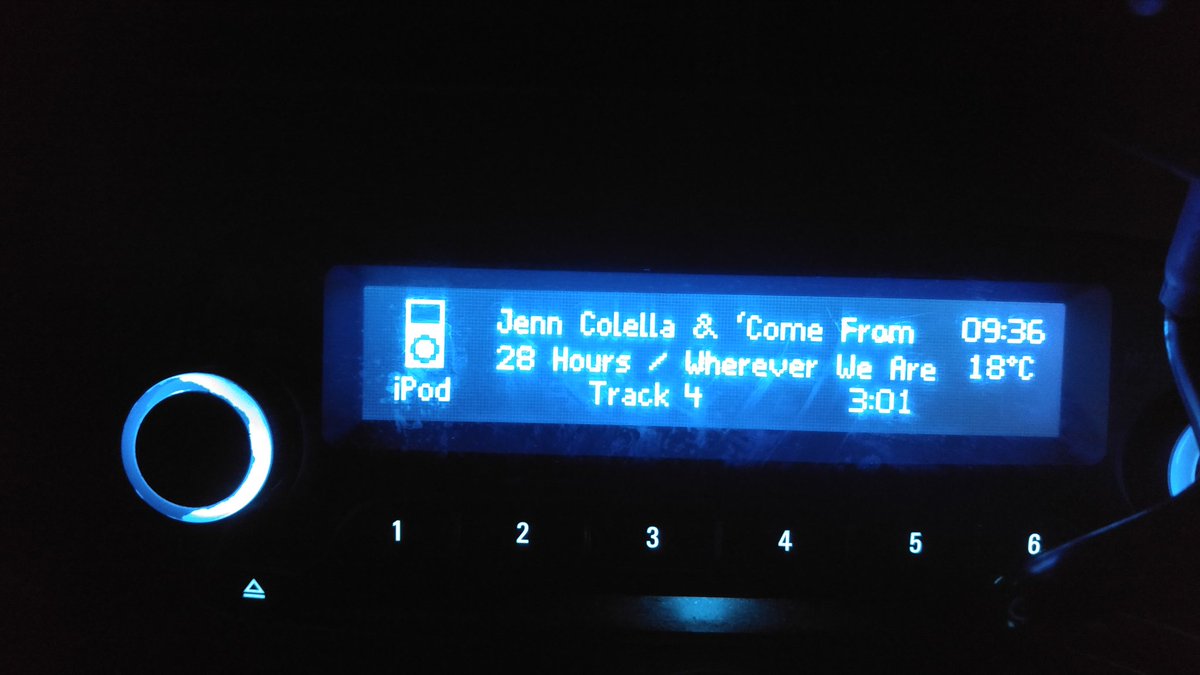 Jenn Colella & ‘Come From 09:36
28 Hours / Wherever We Are 18°C
iPod Track 4 3:01
1 2 3 4 5 6